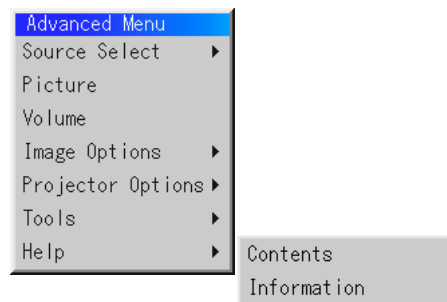 Advanced Menu
Source Select
Picture
Volume
Image Options
Projector Options
Tools
Help
Contents
Information